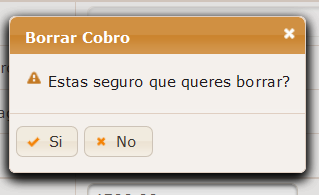 Borrar Cobro
Estas seguro que queres borrar?
Si
No